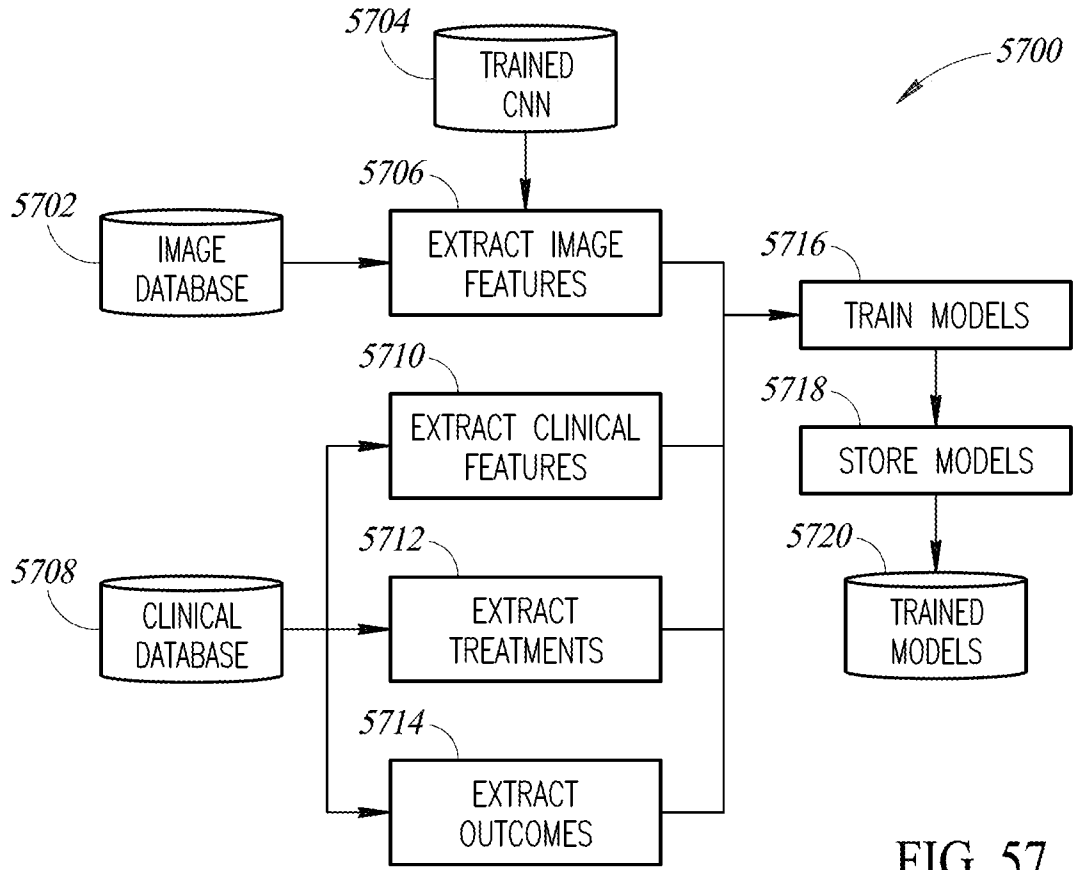 5704
TRAINED
CNN
5700
5706
5702
IMAGE
DATABASE
EXTRACT IMAGE
FEATURES
5716
TRAIN MODELS
5710
EXTRACT CLINICAL
FEATURES
5718
STORE MODELS
5712
5708
CLINICAL
DATABASE
EXTRACT
TREATMENTS
5720
TRAINED
MODELS
5714
EXTRACT
OUTCOMES
FIG. 57